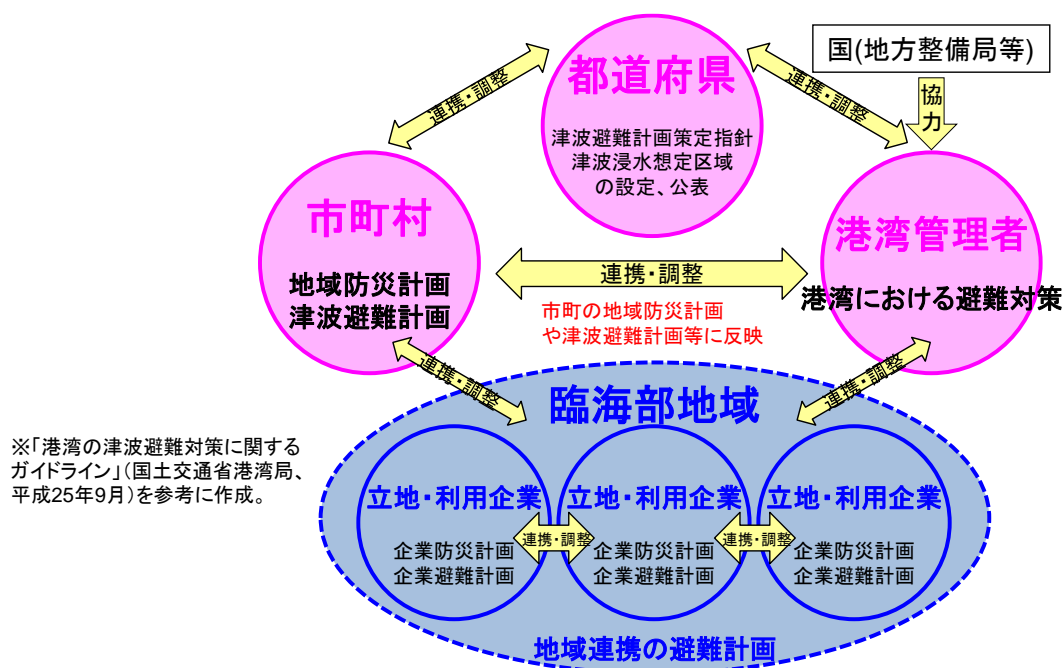 国(地方整備局等)
協力
都道府県
津波避難計画策定指針
津波浸水想定区域
の設定、公表
連携・調整
連携・調整
市町村
地域防災計画
津波避難計画
港湾管理者
港湾における避難対策
連携・調整
市町の地域防災計画
や津波避難計画等に反映
連携・調整
連携・調整
臨海部地域
立地・利用企業
企業防災計画
企業避難計画
連携・調整
立地・利用企業
企業防災計画
企業避難計画
連携・調整
立地・利用企業
企業防災計画
企業避難計画
地域連携の避難計画
※「港湾の津波避難対策に関する
ガイドライン」(国土交通省港湾局、
平成25年9月)を参考に作成。